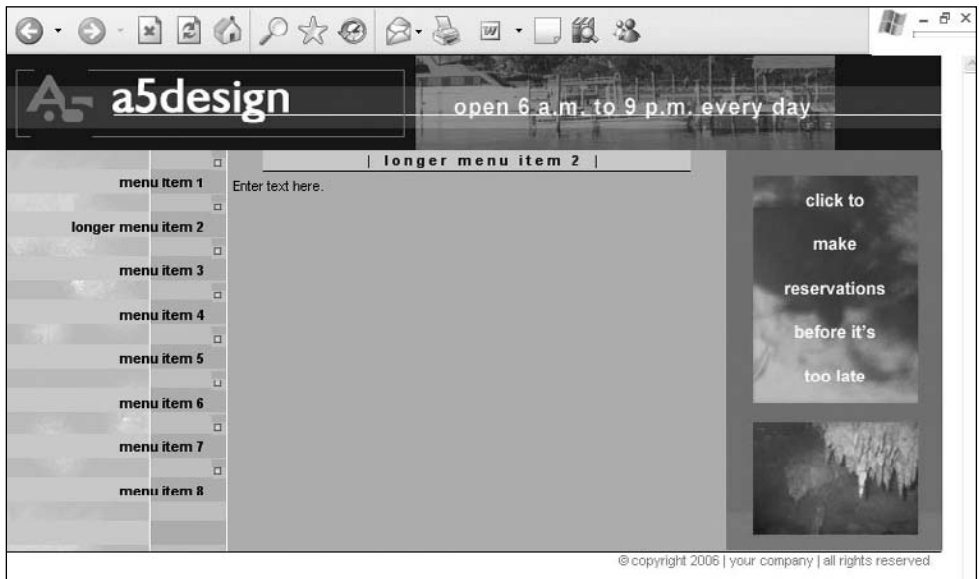 W
A5
a5design
open 6 a.m. to 9 p.m. every day
| longer menu item 2 |
menu item 1
longer menu item 2
menu item 3
menu item 4
menu item 5
menu item 6
menu item 7
menu item 8
Enter text here.
click to
make
reservations
before it's
too late
© copyright 2006 | your company | all rights reserved